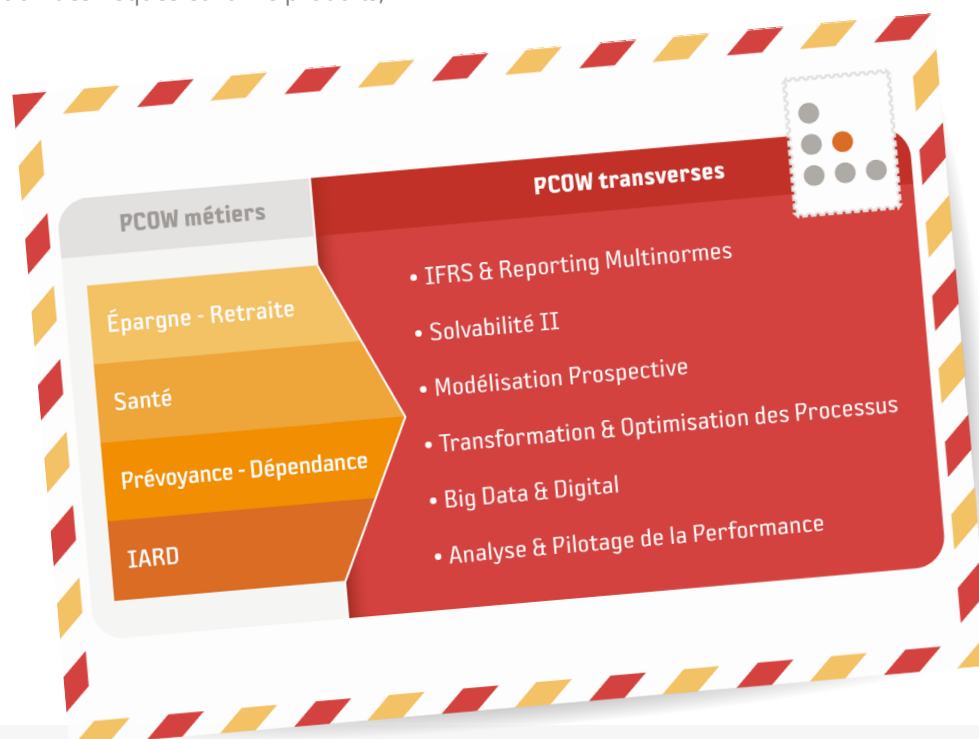 PCOW métiers
PCOW transverses
Épargne - Retraite
Santé
Prévoyance - Dépendance
IARD
• IFRS & Reporting Multinormes
• Solvabilité II
• Modélisation Prospective
• Transformation & Optimisation des Processus
• Big Data & Digital
• Analyse & Pilotage de la Performance